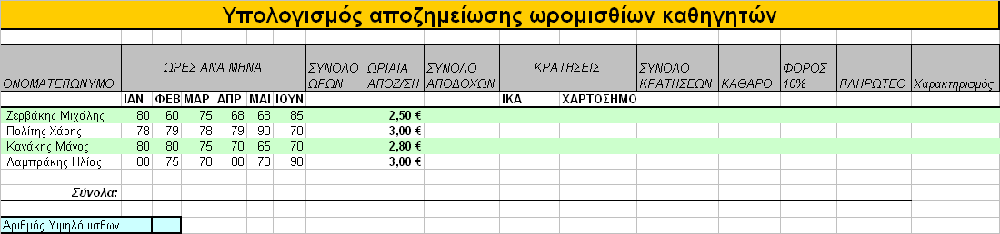 Υπολογισμός αποζημείωσης ωρομισθίων καθηγητών
ΟΝΟΜΑΤΕΠΩΝΥΜΟ ΩΡΕΣ ΑΝΑ ΜΗΝΑ ΣΥΝΟΛΟ ΩΡΩΝ ΩΡΙΑΙΑ ΑΠΟΖ/ΣΗ ΣΥΝΟΛΟ ΑΠΟΔΟΧΩΝ ΚΡΑΤΗΣΕΙΣ ΣΥΝΟΛΟ ΚΡΑΤΗΣΕΩΝ ΚΑΘΑΡΟ ΦΟΡΟΣ 10% ΠΛΗΡΩΤΕΟ Χαρακτηρισμός
ΙΑΝ ΦΕΒ ΜΑΡ ΑΠΡ ΜΑΪ ΙΟΥΝ ΙΚΑ ΧΑΡΤΟΣΗΜΟ
Ζερβάκης Μιχάλης 80 60 75 68 68 85 2,50 €
Πολίτης Χάρης 78 79 78 79 90 70 3,00 €
Κανάκης Μάνος 80 80 75 70 65 70 2,80 €
Λαμπράκης Ηλίας 88 75 70 80 70 90 3,00 €
Σύνολα:
Αριθμός Υψηλόμισθων